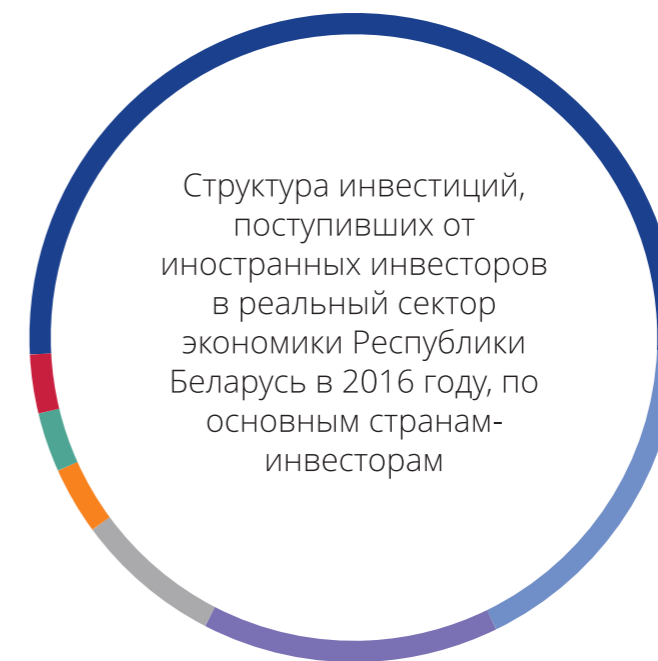 Структура инвестиций,
поступивших от
иностранных инвесторов
в реальный сектор
экономики Республики
Беларусь в 2016 году, по
основным странам-
инвесторам